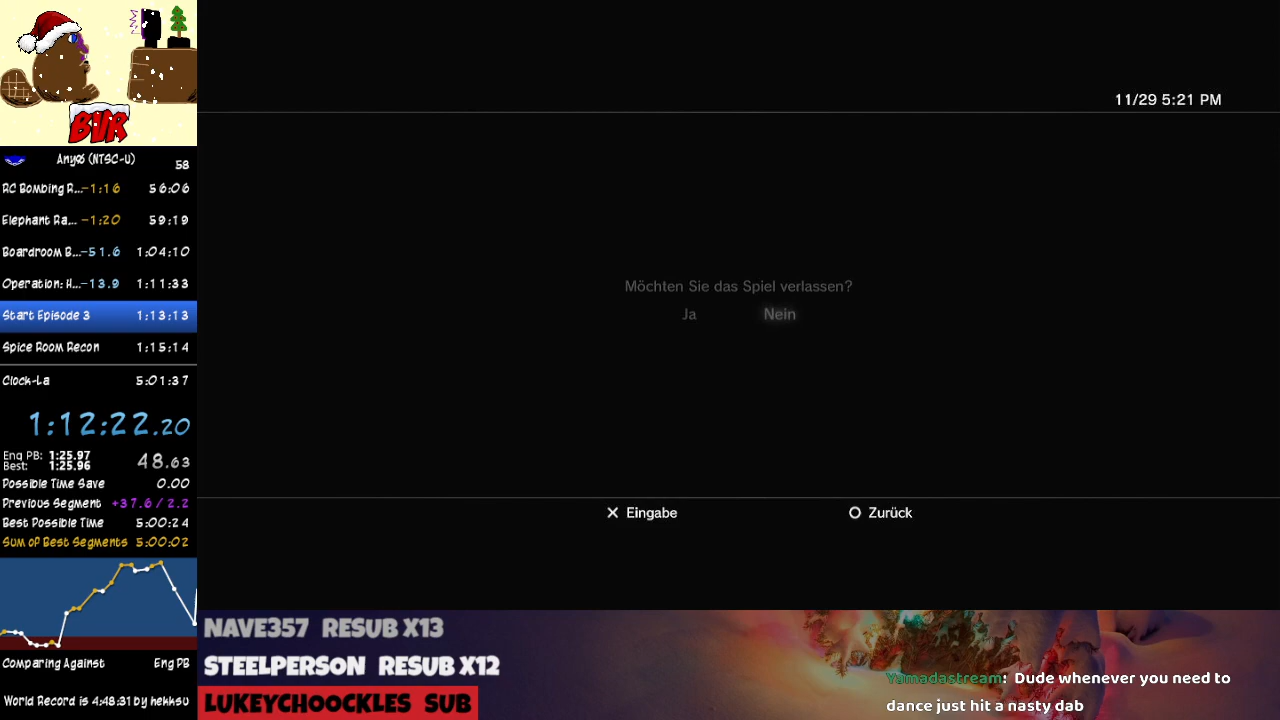 BVR
Any% (NTSC-U)
58
RC Bombing R... -1:16 56:06
Elephant Ra... -1:20 59:19
Boardroom B... -51.6 1:04:10
Operation: H... -13.9 1:11:33
Start Episode 3 1:13:13
Spice Room Recon 1:15:14
Clock-La 5:01:37
1:12:22.20
Eng PB: 1:25.97
Best: 1:25.96
48.63
Possible Time Save 0.00
Previous Segment +37.6 / 2.2
Best Possible Time 5:00:24
Sum of Best Segments 5:00:02
Comparing Against Eng PB
World Record is 4:48:31 by hekksu
11/29 5:21 PM
Möchten Sie das Spiel verlassen?
Ja Nein
X Eingabe O Zurück
NAVE357 RESUB X13
STEELPERSON RESUB X12
LUKEYCHOOCKLES SUB
Yamadastream: Dude whenever you need to
dance just hit a nasty dab